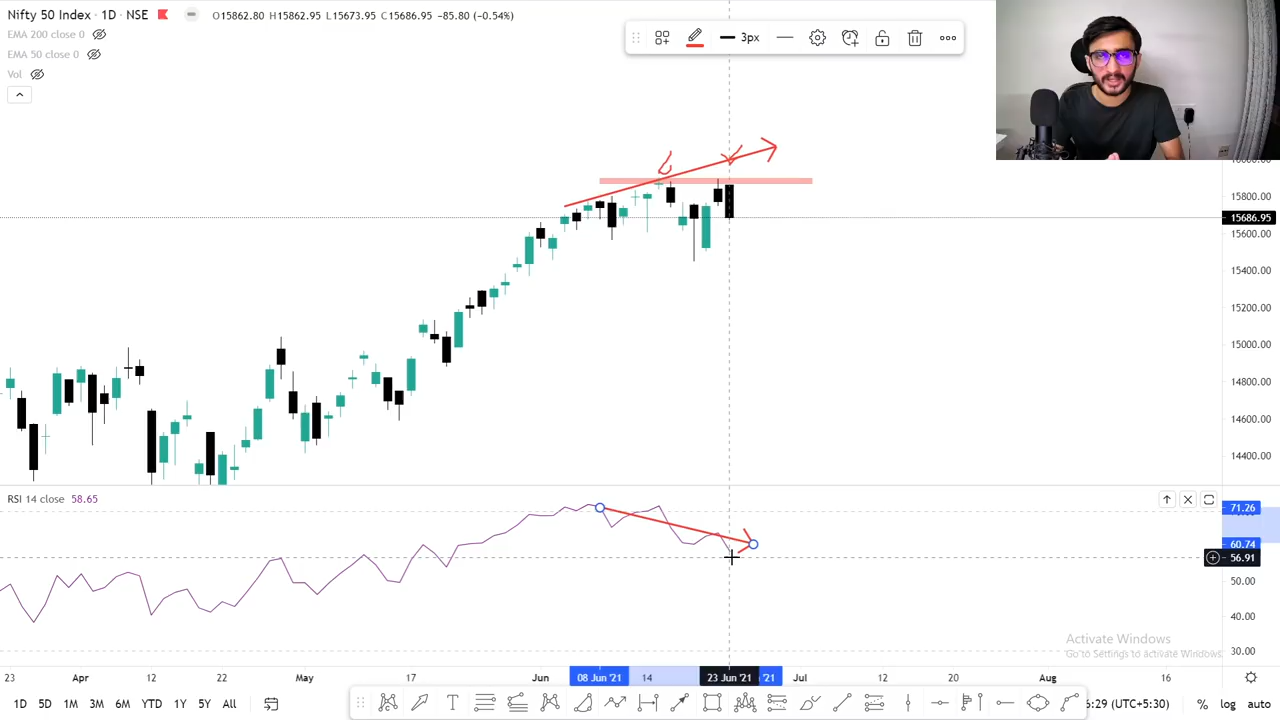 Nifty 50 Index · 1D · NSE O15862.80 H15862.95 L15673.95 C15686.95 -85.80 (-0.54%)
EMA 200 close 0
EMA 50 close 0
Vol
3px
15800.00
15686.95
15600.00
15400.00
15200.00
15000.00
14800.00
14600.00
14400.00
RSI 14 close 58.65
71.26
60.74
56.91
50.00
40.00
30.00
Activate Windows
Go to Settings to activate Windows.
23 Apr 12 22 May 17 Jun 08 Jun '21 14 23 Jun '21 '21 Jul 12 20 Aug 16
1D 5D 1M 3M 6M YTD 1Y 5Y All
6:29 (UTC+5:30) % log auto